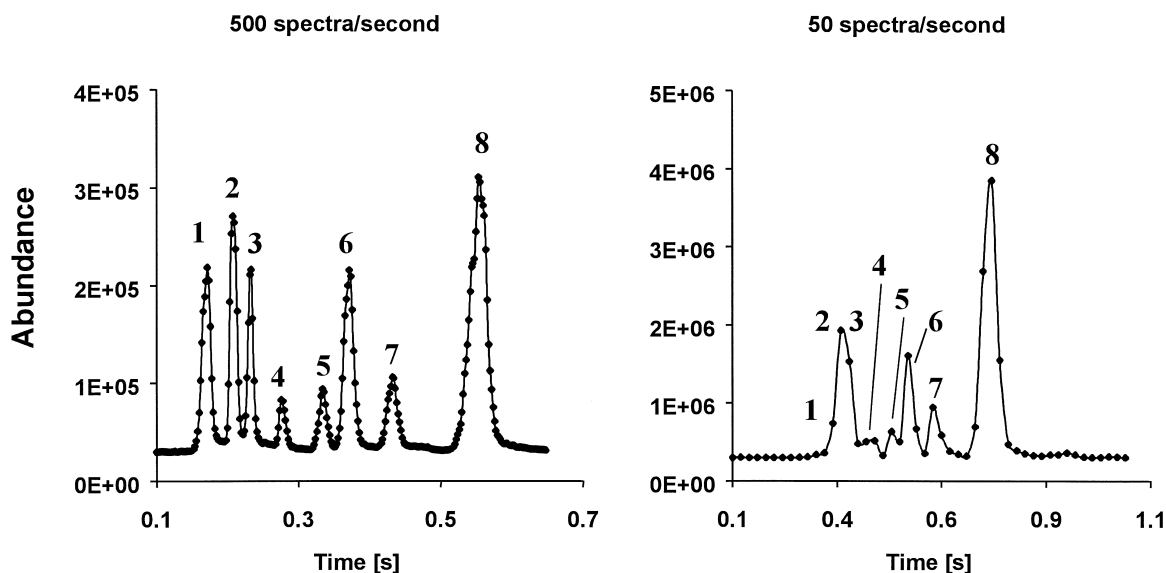 500 spectra/second
50 spectra/second
Abundance
4E+05
3E+05
2E+05
1E+05
0E+00
1
2
3
4
5
6
7
8
0.1
0.3
0.5
0.7
Time [s]
5E+06
4E+06
3E+06
2E+06
1E+06
0E+00
1
2
3
4
5
6
7
8
0.1
0.4
0.6
0.9
1.1
Time [s]